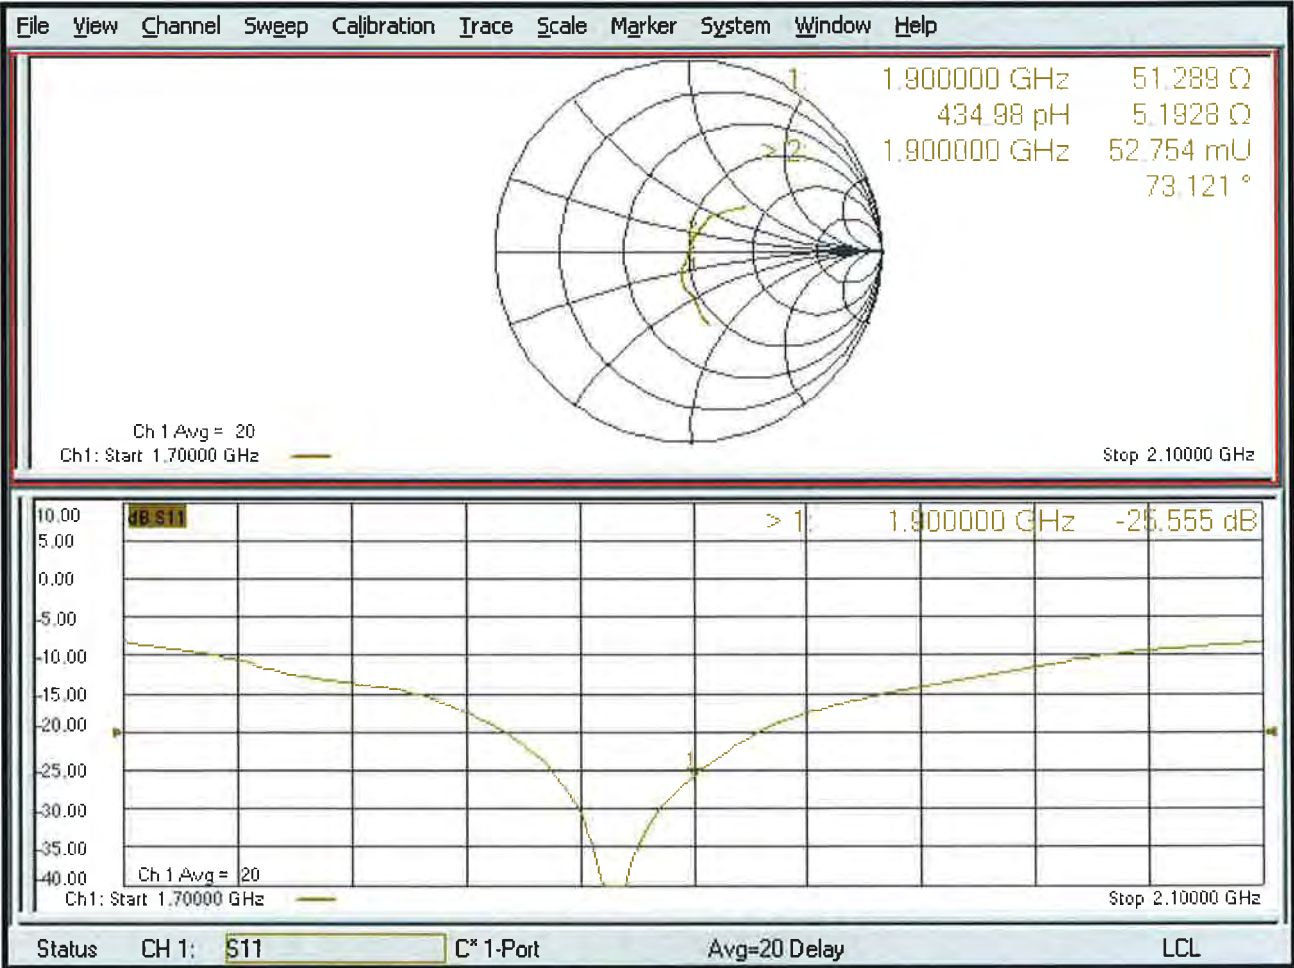 File View Channel Sweep Calibration Trace Scale Marker System Window Help
1: 1.900000 GHz 51.289 Ω
434.98 pH 5.1928 Ω
> 2: 1.900000 GHz 52.754 mU
73.121 °
Ch 1 Avg = 20
Ch1: Start 1.70000 GHz
Stop 2.10000 GHz
dB S11
> 1: 1.900000 GHz -25.555 dB
10.00
5.00
0.00
-5.00
-10.00
-15.00
-20.00
-25.00
-30.00
-35.00
-40.00
1
Ch 1 Avg = 20
Ch1: Start 1.70000 GHz
Stop 2.10000 GHz
Status CH 1: S11 C* 1-Port Avg=20 Delay LCL